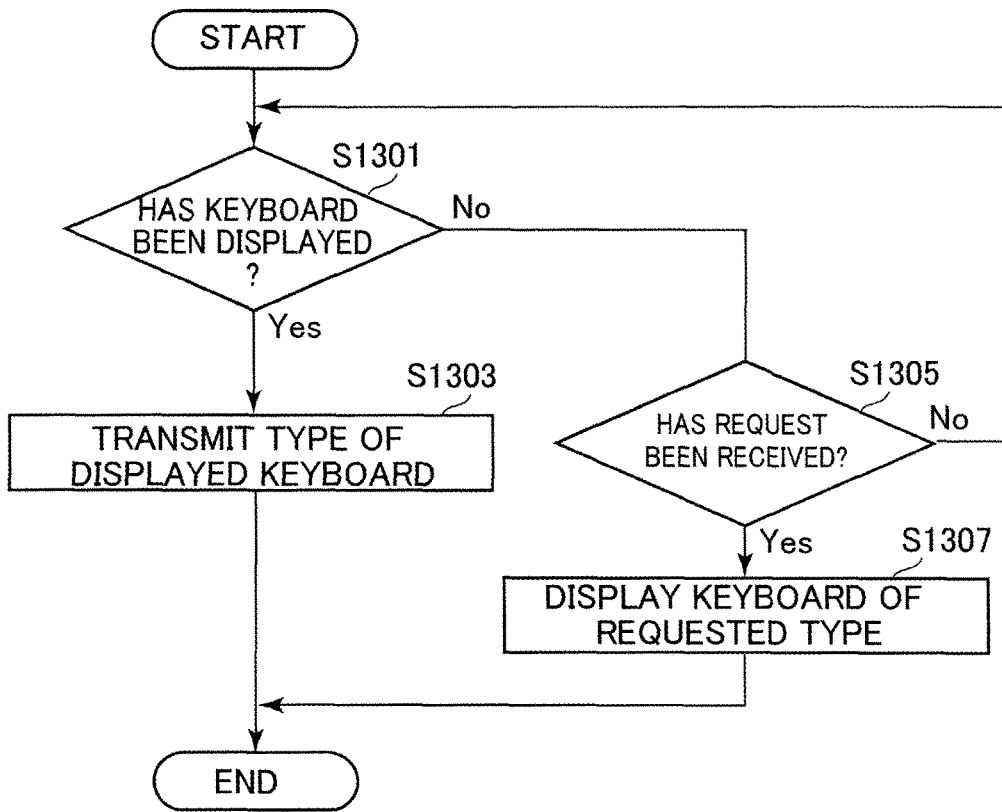 START
S1301
HAS KEYBOARD
BEEN DISPLAYED
?
No
Yes
S1303
TRANSMIT TYPE OF
DISPLAYED KEYBOARD
S1305
HAS REQUEST
BEEN RECEIVED?
No
Yes
S1307
DISPLAY KEYBOARD OF
REQUESTED TYPE
END